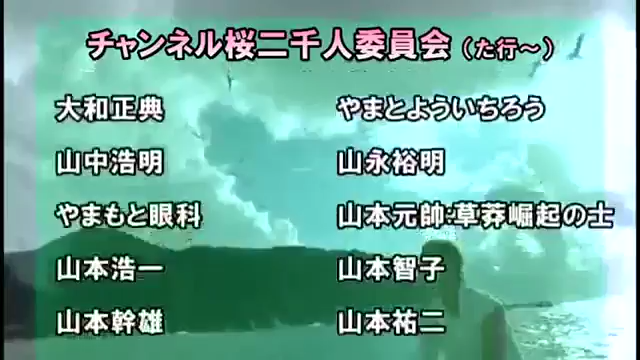 チャンネル桜二千人委員会（た行～）
大和正典
やまとよういちろう
山中浩明
山永裕明
やまもと眼科
山本元帥:草莽崛起の士
山本浩一
山本智子
山本幹雄
山本祐二